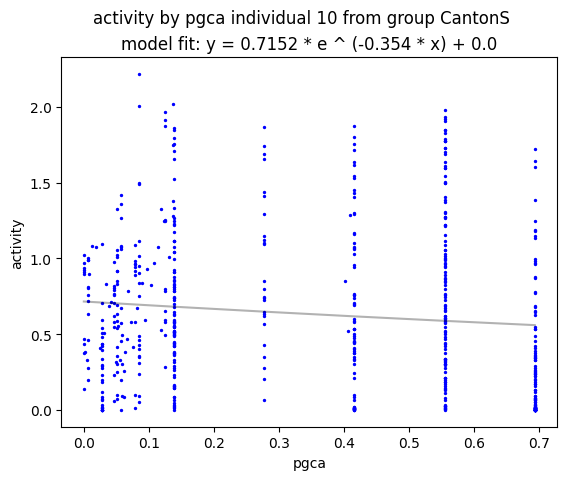 activity by pgca individual 10 from group CantonS
model fit: y = 0.7152 * e ^ (-0.354 * x) + 0.0
2.0
1.5
1.0
0.5
0.0
activity
0.0 0.1 0.2 0.3 0.4 0.5 0.6 0.7
pgca